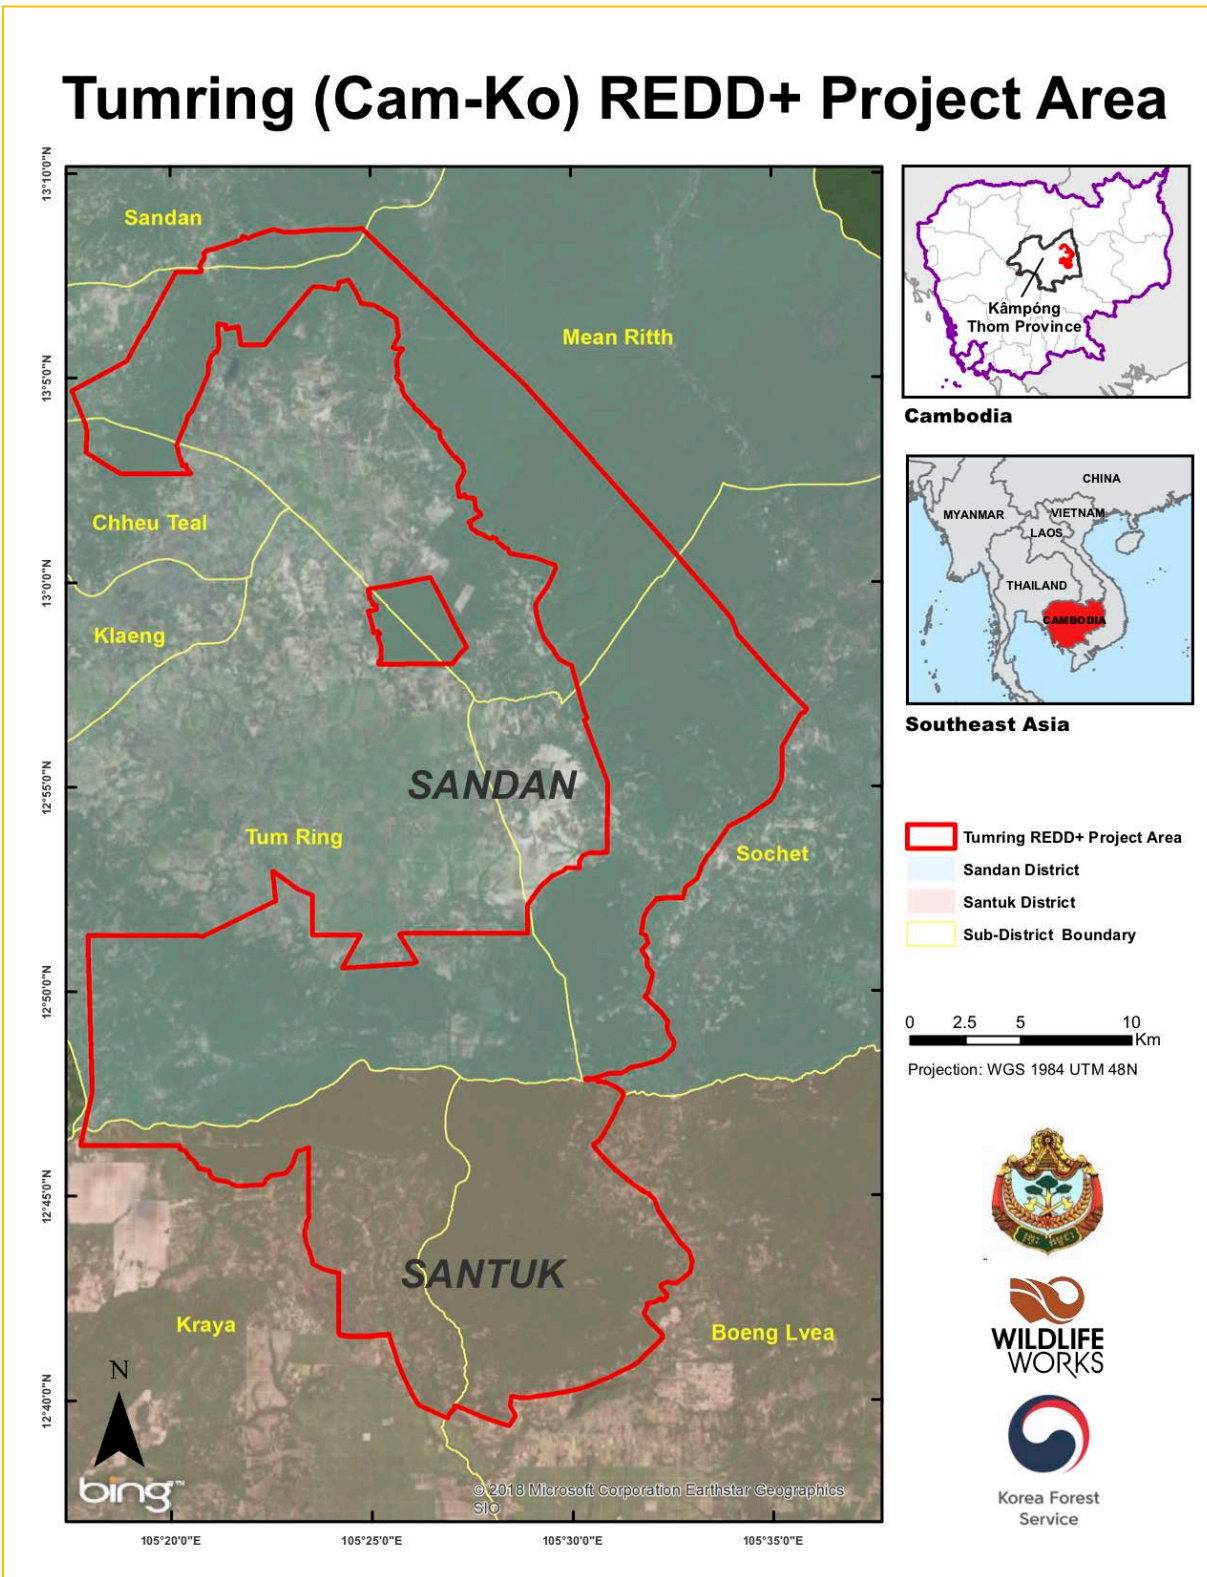 Tumring (Cam-Ko) REDD+ Project Area
13°10'0"N
13°5'0"N
13°0'0"N
12°55'0"N
12°50'0"N
12°45'0"N
12°40'0"N
Sandan
Mean Ritth
Chheu Teal
Klaeng
SANDAN
Tum Ring
Sochet
SANTUK
Kraya
Boeng Lvea
N
bing™
© 2018 Microsoft Corporation Earthstar Geographics
SIO
105°20'0"E
105°25'0"E
105°30'0"E
105°35'0"E
Kâmpóng
Thom Province
Cambodia
CHINA
MYANMAR
VIETNAM
LAOS
THAILAND
CAMBODIA
Southeast Asia
Tumring REDD+ Project Area
Sandan District
Santuk District
Sub-District Boundary
0 2.5 5 10
Km
Projection: WGS 1984 UTM 48N
WILDLIFE
WORKS
Korea Forest
Service